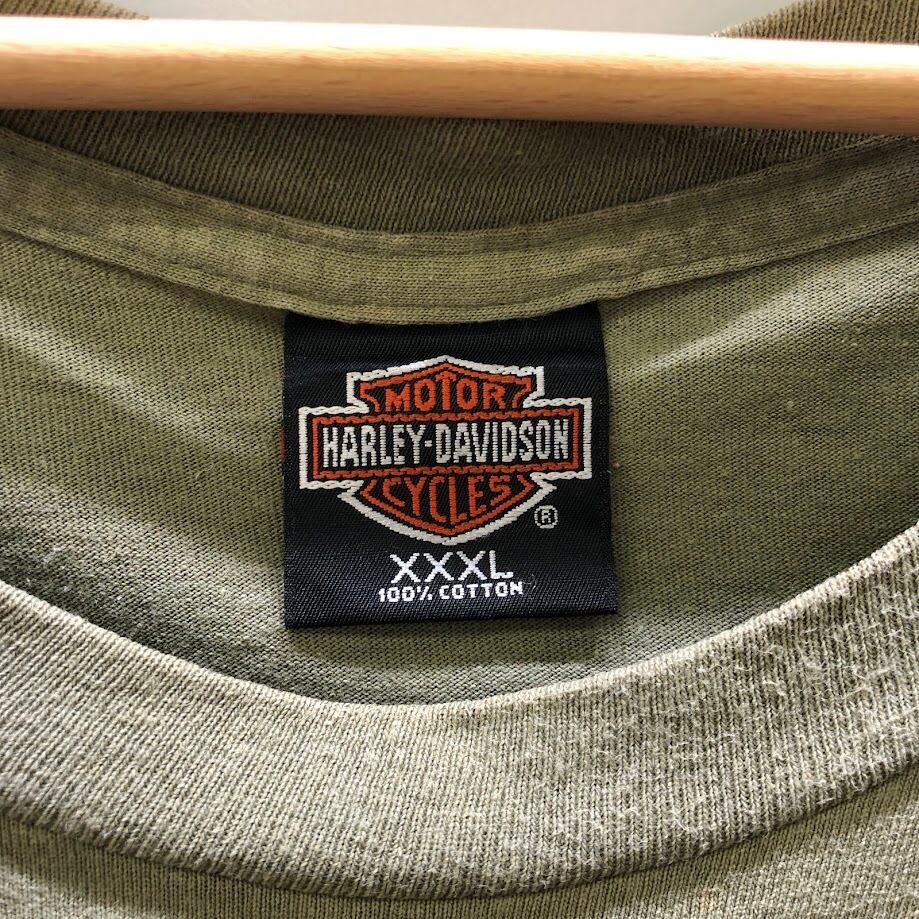 MOTOR
HARLEY-DAVIDSON
CYCLES
®
XXXL
100% COTTON